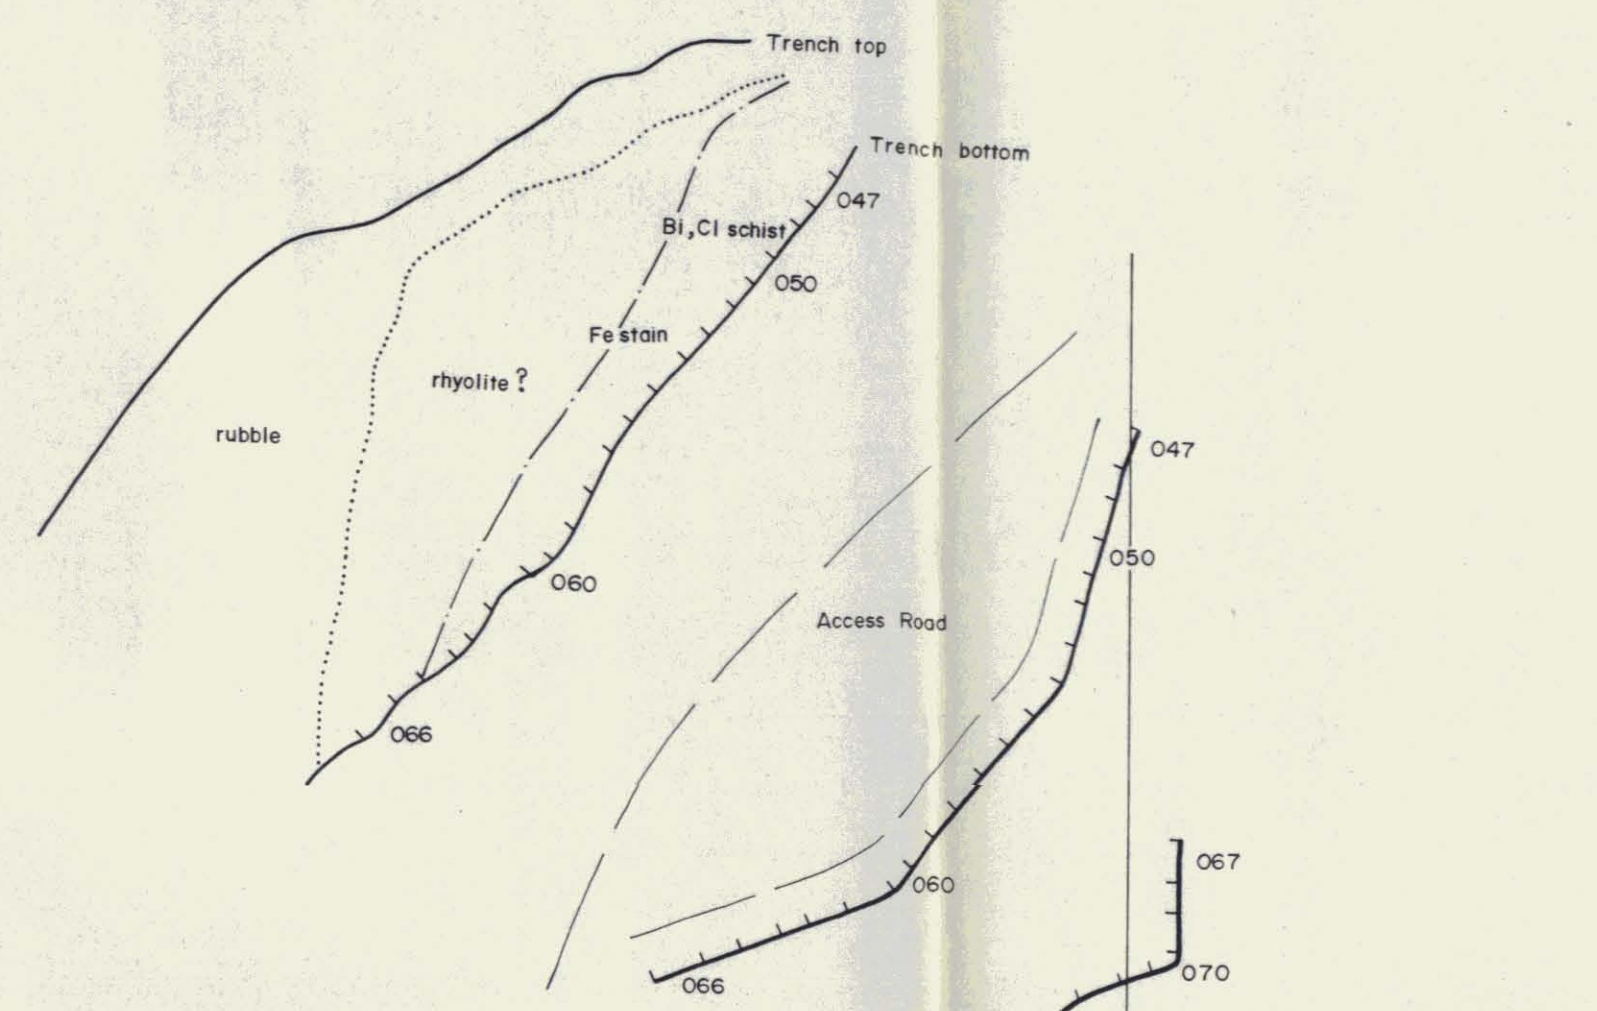 Trench top
Trench bottom
047
Bi,Cl schist
050
Fe stain
rhyolite?
rubble
047
050
060
Access Road
066
067
060
070
066